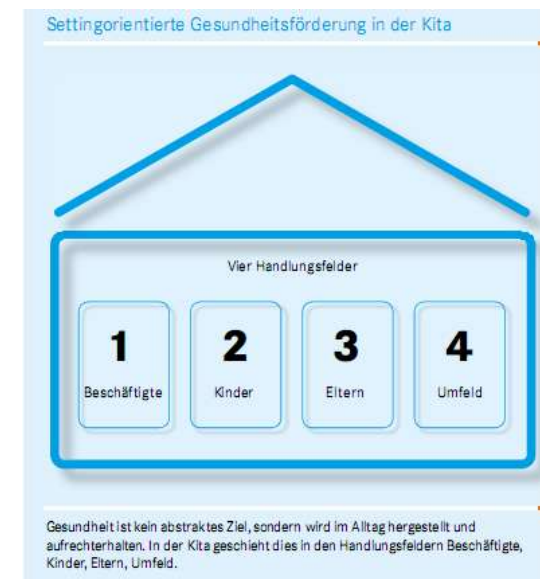 Settingorientierte Gesundheitsförderung in der Kita
Vier Handlungsfelder
1 2 3 4
Beschäftigte Kinder Eltern Umfeld
Gesundheit ist kein abstraktes Ziel, sondern wird im Alltag hergestellt und
aufrechterhalten. In der Kita geschieht dies in den Handlungsfeldern Beschäftigte,
Kinder, Eltern, Umfeld.